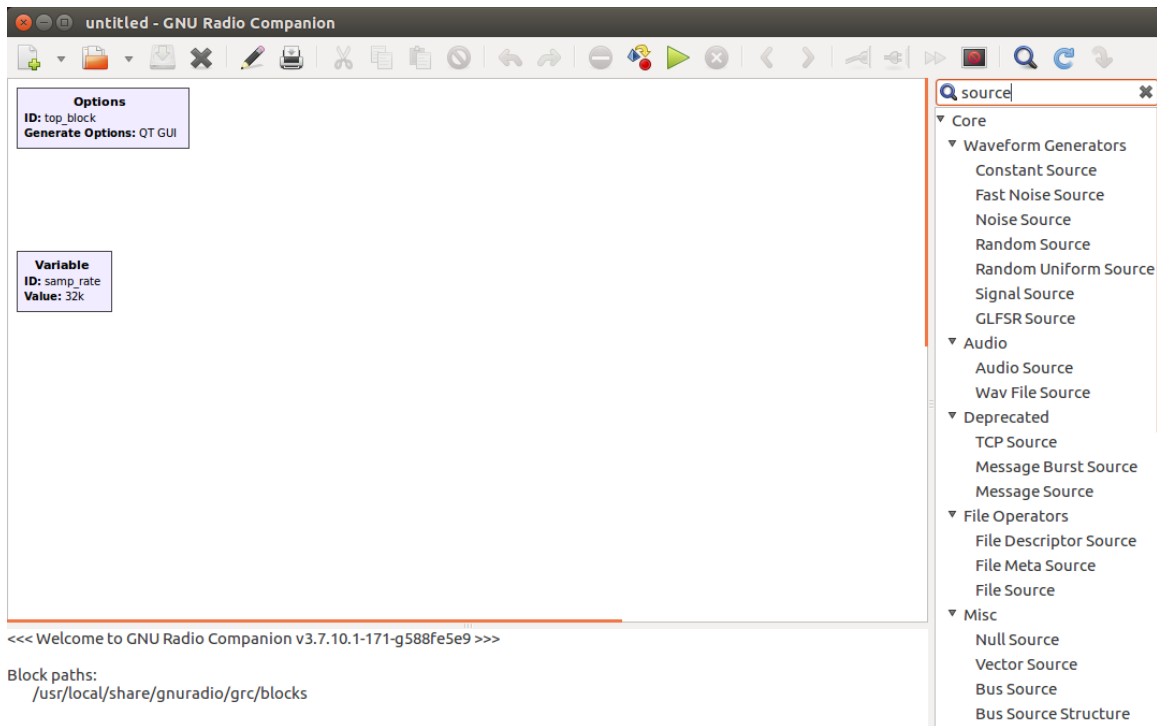 untitled - GNU Radio Companion
Options
ID: top_block
Generate Options: QT GUI
Variable
ID: samp_rate
Value: 32k
<<< Welcome to GNU Radio Companion v3.7.10.1-171-g588fe5e9 >>>
Block paths:
/usr/local/share/gnuradio/grc/blocks
source
Core
Waveform Generators
Constant Source
Fast Noise Source
Noise Source
Random Source
Random Uniform Source
Signal Source
GLFSR Source
Audio
Audio Source
Wav File Source
Deprecated
TCP Source
Message Burst Source
Message Source
File Operators
File Descriptor Source
File Meta Source
File Source
Misc
Null Source
Vector Source
Bus Source
Bus Source Structure